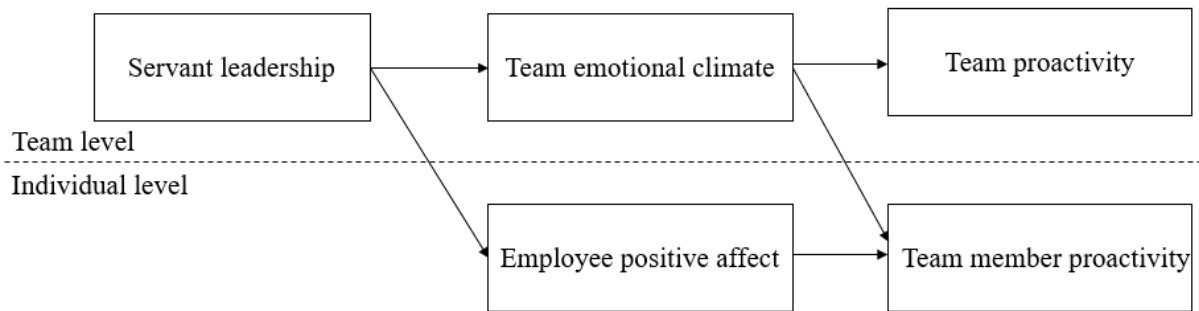 Servant leadership
Team emotional climate
Team proactivity
Team level
Individual level
Employee positive affect
Team member proactivity